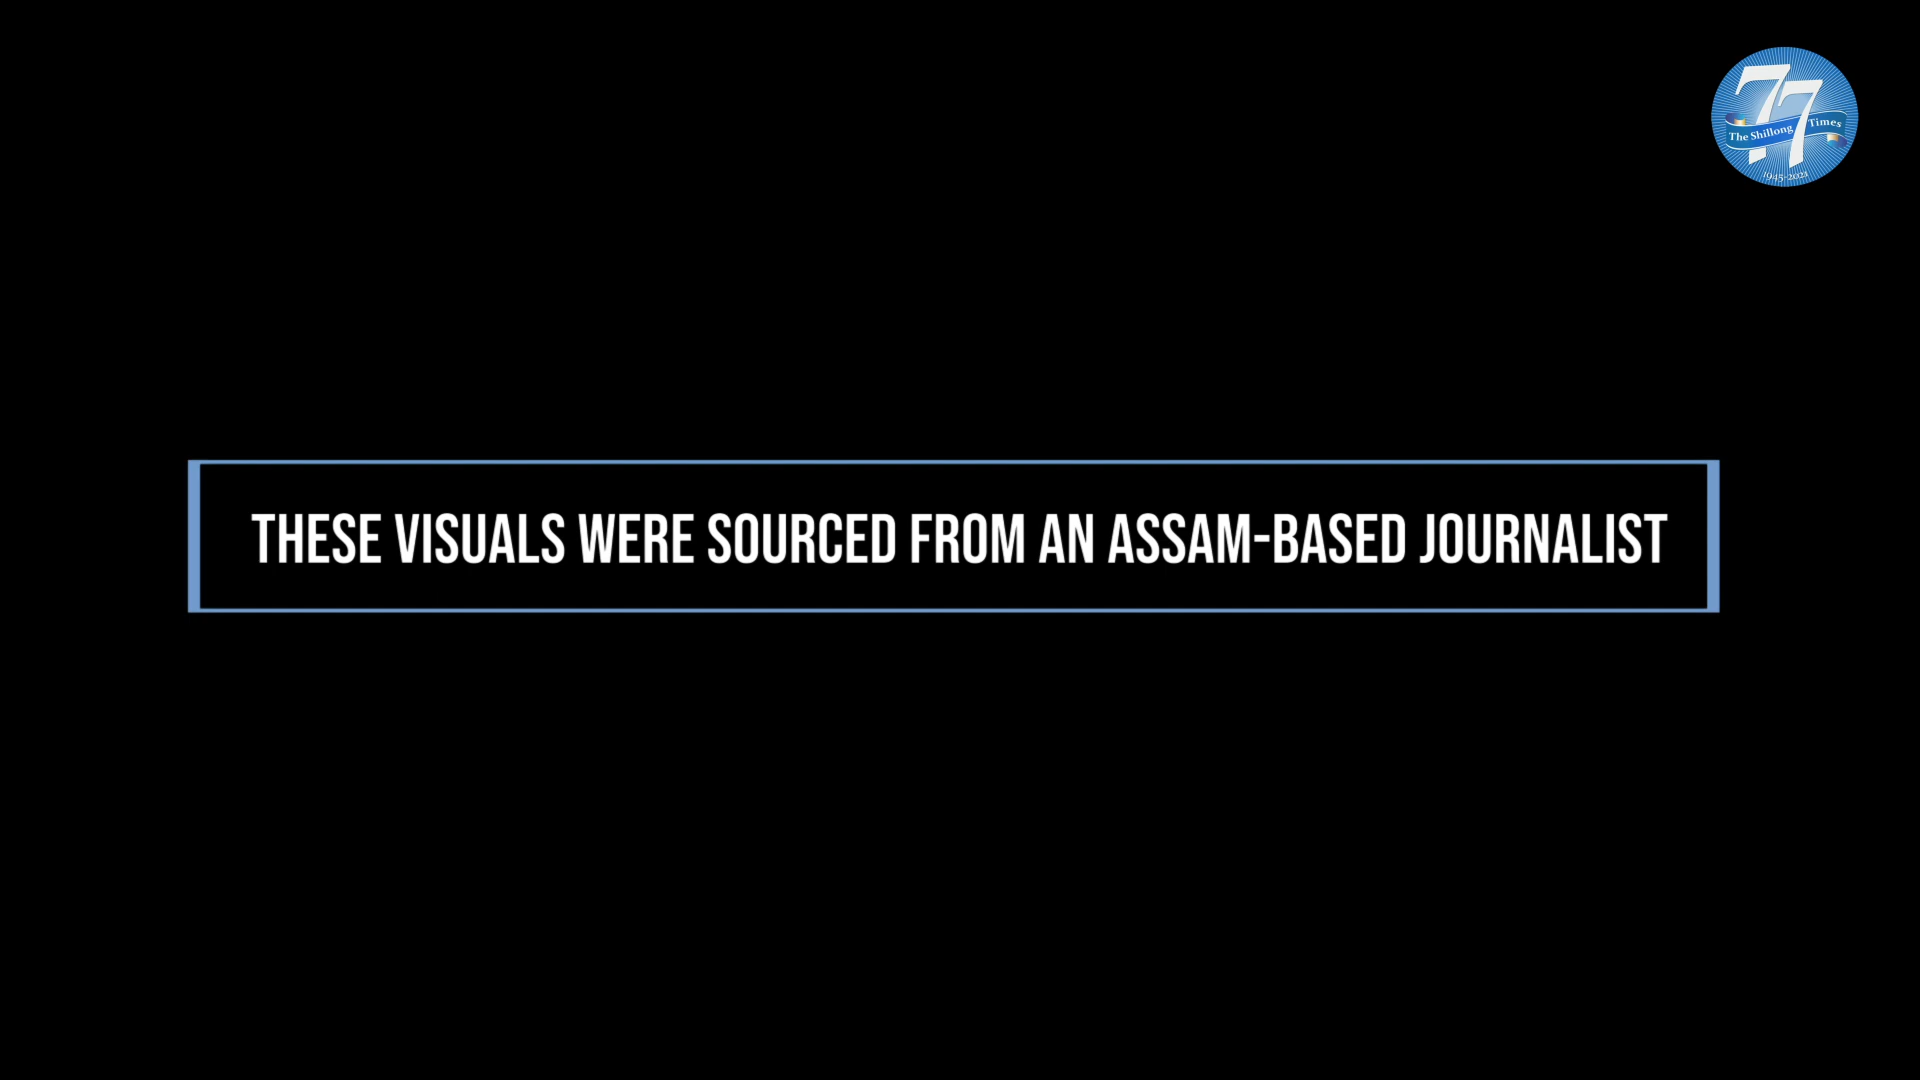 77
The Shillong Times
THESE VISUALS WERE SOURCED FROM AN ASSAM-BASED JOURNALIST